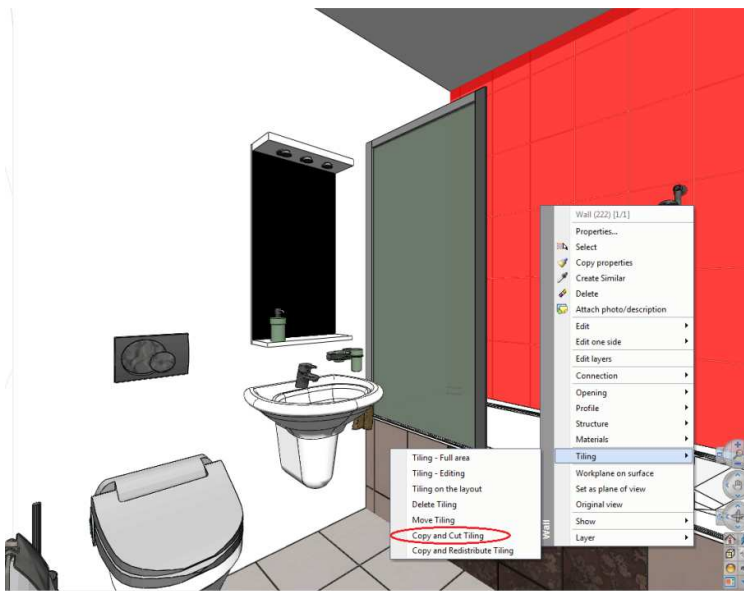 Wall (222) [1/1]
Properties...
Select
Copy properties
Create Similar
Delete
Attach photo/description
Edit
Edit one side
Edit layers
Connection
Opening
Profile
Structure
Materials
Tiling
Workplane on surface
Set as plane of view
Original view
Show
Layer
Wall
Tiling - Full area
Tiling - Editing
Tiling on the layout
Delete Tiling
Move Tiling
Copy and Cut Tiling
Copy and Redistribute Tiling